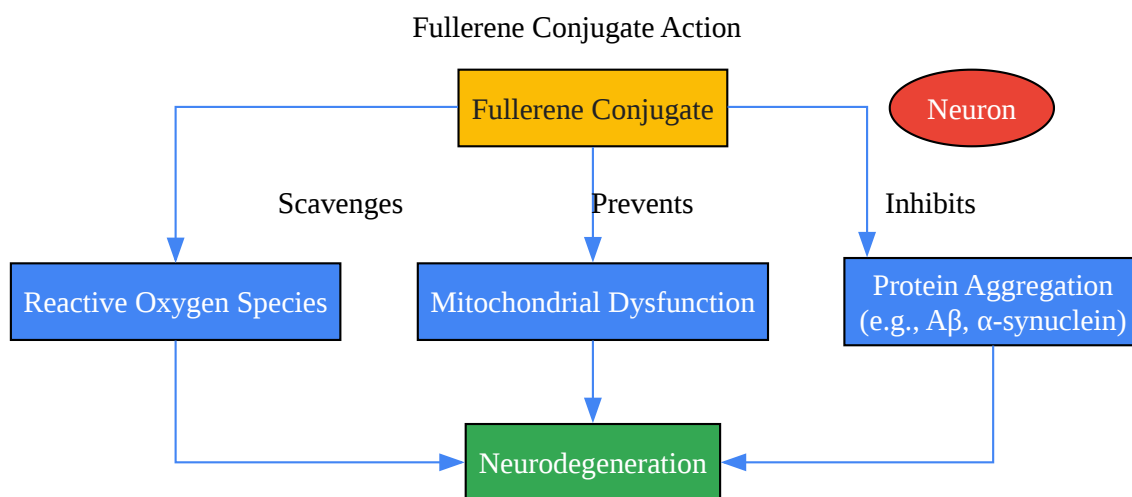 Fullerene Conjugate Action
Fullerene Conjugate
Neuron
Scavenges
Prevents
Inhibits
Reactive Oxygen Species
Mitochondrial Dysfunction
Protein Aggregation
(e.g., Aβ, α-synuclein)
Neurodegeneration